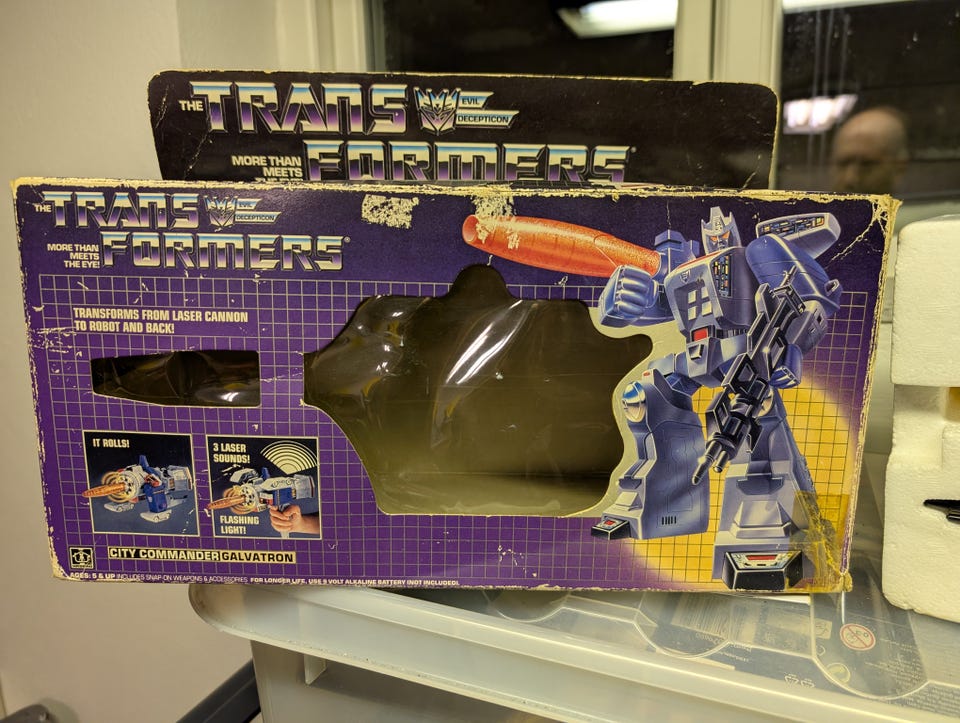 THE TRANS EVIL
DECEPTICON
MORE THAN
MEETS
FORMERS
THE TRANS EVIL
DECEPTICON
MORE THAN
MEETS
THE EYE!
FORMERS
TRANSFORMS FROM LASER CANNON
TO ROBOT AND BACK!
IT ROLLS!
3 LASER
SOUNDS!
FLASHING
LIGHT!
CITY COMMANDER GALVATRON
AGES: 5 & UP INCLUDES SNAP ON WEAPONS & ACCESSORIES. FOR LONGER LIFE, USE 9 VOLT ALKALINE BATTERY (NOT INCLUDED).